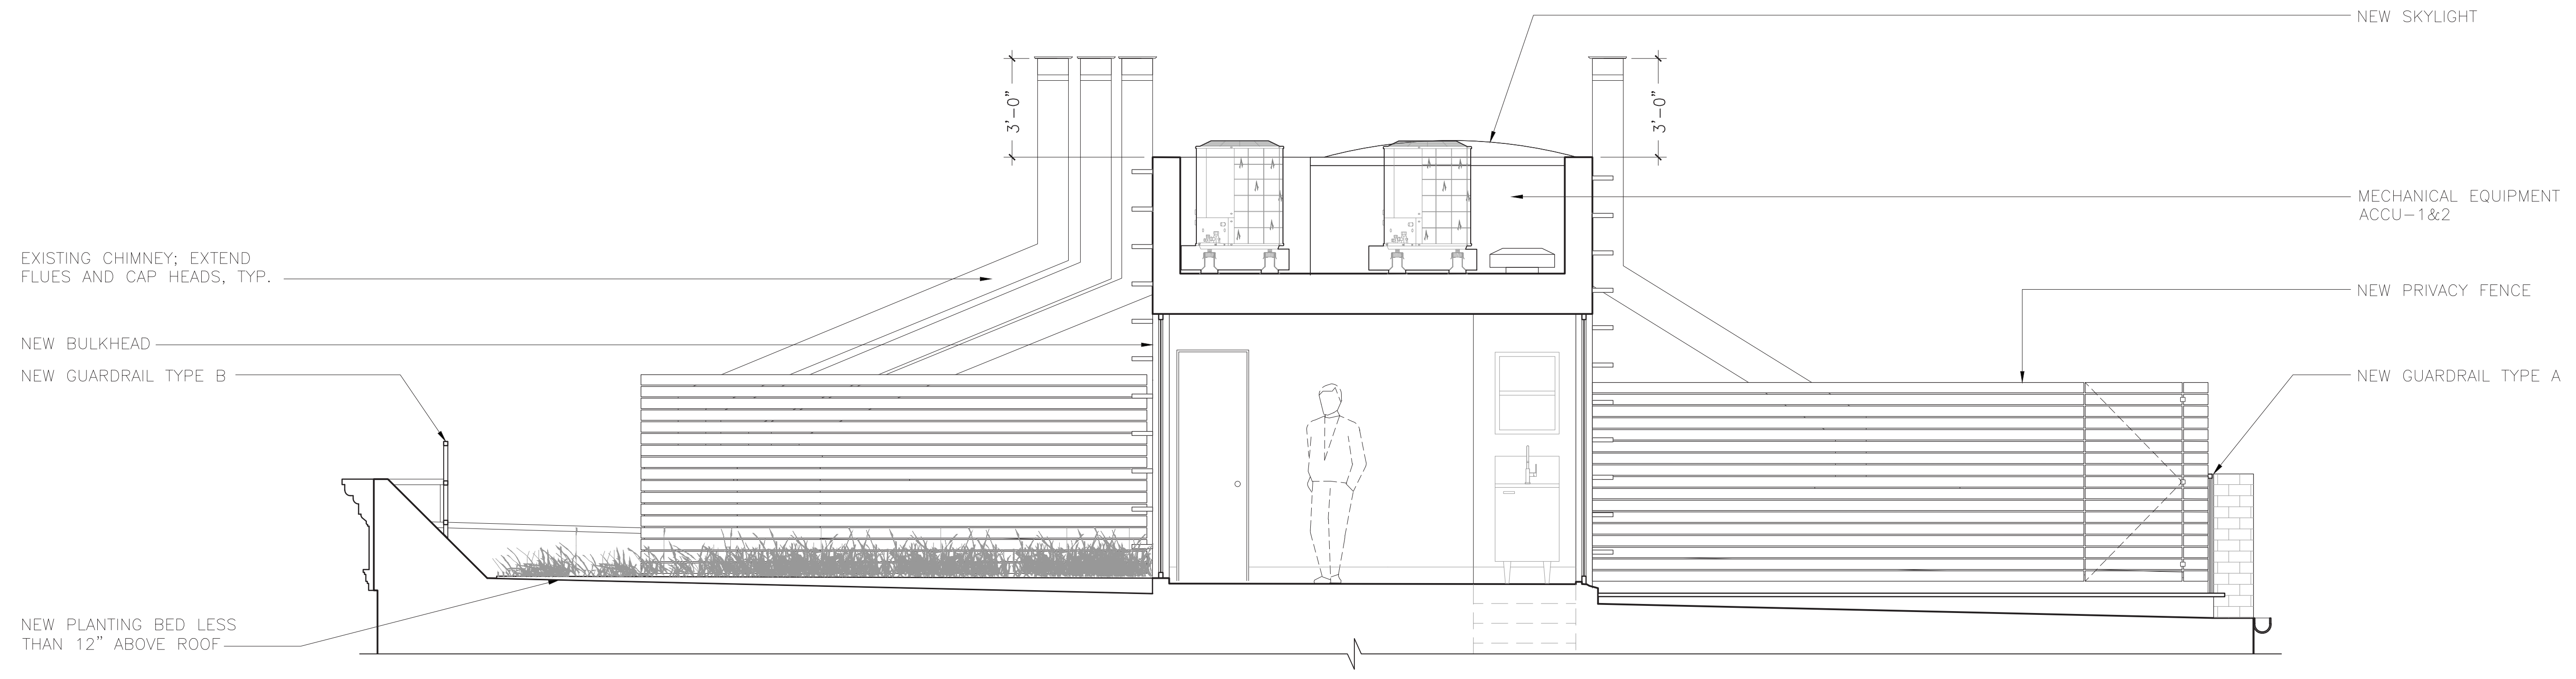 NEW SKYLIGHT
3'-0"
3'-0"
MECHANICAL EQUIPMENT
ACCU-1&2
EXISTING CHIMNEY; EXTEND
FLUES AND CAP HEADS, TYP.
NEW PRIVACY FENCE
NEW BULKHEAD
NEW GUARDRAIL TYPE B
NEW GUARDRAIL TYPE A
NEW PLANTING BED LESS
THAN 12" ABOVE ROOF